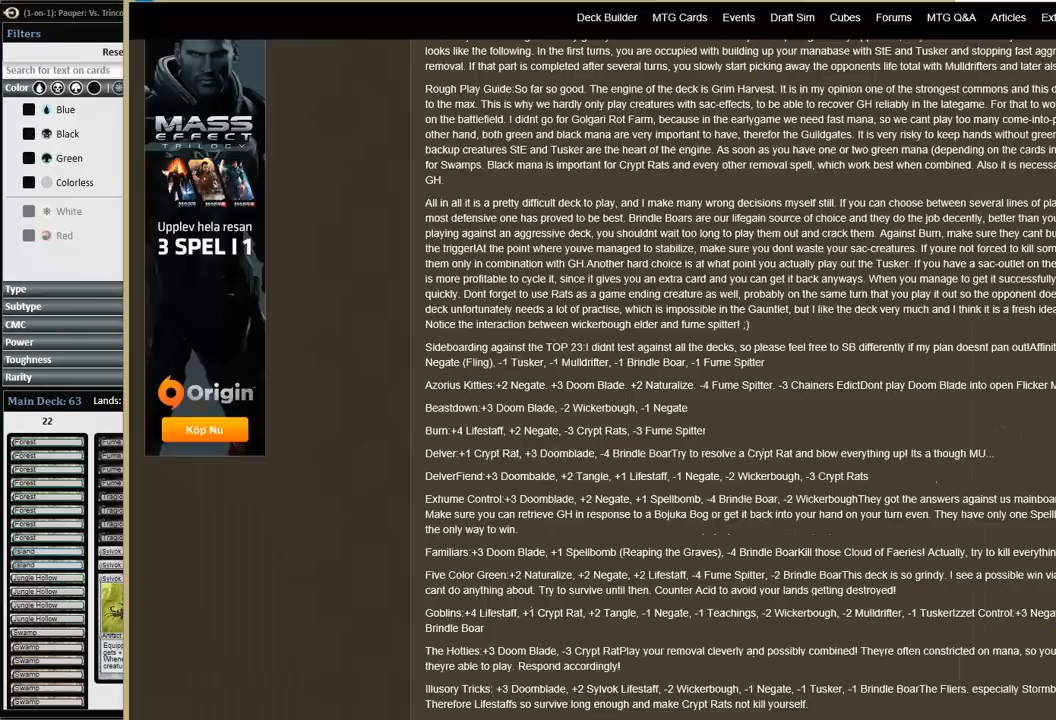 (1-on-1): Pauper: Vs. Trinco
Filters
Rese
Search for text on cards
Color
Blue
Black
Green
Colorless
White
Red
Type
Subtype
CMC
Power
Toughness
Rarity
Main Deck: 63 Lands:
22
Forest
Forest
Forest
Forest
Forest
Forest
Forest
Forest
Island
Island
Jungle Hollow
Jungle Hollow
Jungle Hollow
Jungle Hollow
Swamp
Swamp
Swamp
Swamp
Swamp
Swamp
MASS
EFFECT
TRILOGY
Upplev hela resan
3 SPEL I 1
Origin
Köp Nu
Deck Builder MTG Cards Events Draft Sim Cubes Forums MTG Q&A Articles Ext
looks like the following. In the first turns, you are occupied with building up your manabase with StE and Tusker and stopping fast aggr
removal. If that part is completed after several turns, you slowly start picking away the opponents life total with Mulldrifters and later als
Rough Play Guide:So far so good. The engine of the deck is Grim Harvest. It is in my opinion one of the strongest commons and this d
to the max. This is why we hardly only play creatures with sac-effects, to be able to recover GH reliably in the lategame. For that to wo
on the battlefield. I didnt go for Golgari Rot Farm, because in the earlygame we need fast mana, so we cant play too many come-into-p
other hand, both green and black mana are very important to have, therefor the Guildgates. It is very risky to keep hands without green
backup creatures StE and Tusker are the heart of the engine. As soon as you have one or two green mana (depending on the cards in
for Swamps. Black mana is important for Crypt Rats and every other removal spell, which work best when combined. Also it is necessa
GH.
All in all it is a pretty difficult deck to play, and I make many wrong decisions myself still. If you can choose between several lines of pla
most defensive one has proved to be best. Brindle Boars are our lifegain source of choice and they do the job decently, better than you
playing against an aggressive deck, you shouldnt wait too long to play them out and crack them. Against Burn, make sure they cant bu
the trigger!At the point where youve managed to stabilize, make sure you dont waste your sac-creatures. If youre not forced to kill som
them only in combination with GH.Another hard choice is at what point you actually play out the Tusker. If you have a sac-outlet on the
is more profitable to cycle it, since it gives you an extra card and you can get it back anyways. When you manage to get it successfully
quickly. Dont forget to use Rats as a game ending creature as well, probably on the same turn that you play it out so the opponent doe
deck unfortunately needs a lot of practise, which is impossible in the Gauntlet, but I like the deck very much and I think it is a fresh idea
Notice the interaction between wickerbough elder and fume spitter! ;)
Sideboarding against the TOP 23:I didnt test against all the decks, so please feel free to SB differently if my plan doesnt pan out!Affinit
Negate (Fling), -1 Tusker, -1 Mulldrifter, -1 Brindle Boar, -1 Fume Spitter
Azorius Kitties:+2 Negate. +3 Doom Blade. +2 Naturalize. -4 Fume Spitter. -3 Chainers EdictDont play Doom Blade into open Flicker M
Beastdown:+3 Doom Blade, -2 Wickerbough, -1 Negate
Burn:+4 Lifestaff, +2 Negate, -3 Crypt Rats, -3 Fume Spitter
Delver:+1 Crypt Rat, +3 Doomblade, -4 Brindle BoarTry to resolve a Crypt Rat and blow everything up! Its a though MU...
DelverFiend:+3 Doombalde, +2 Tangle, +1 Lifestaff, -1 Negate, -2 Wickerbough, -3 Crypt Rats
Exhume Control:+3 Doomblade, +2 Negate, +1 Spellbomb, -4 Brindle Boar, -2 WickerboughThey got the answers against us mainboar
Make sure you can retrieve GH in response to a Bojuka Bog or get it back into your hand on your turn even. They have only one Spell
the only way to win.
Familiars:+3 Doom Blade, +1 Spellbomb (Reaping the Graves), -4 Brindle BoarKill those Cloud of Faeries! Actually, try to kill everythin
Five Color Green:+2 Naturalize, +2 Negate, +2 Lifestaff, -4 Fume Spitter, -2 Brindle BoarThis deck is so grindy. I see a possible win via
cant do anything about. Try to survive until then. Counter Acid to avoid your lands getting destroyed!
Goblins:+4 Lifestaff, +1 Crypt Rat, +2 Tangle, -1 Negate, -1 Teachings, -2 Wickerbough, -2 Mulldrifter, -1 TuskerIzzet Control:+3 Nega
Brindle Boar
The Hotties:+3 Doom Blade, -3 Crypt RatPlay your removal cleverly and possibly combined! Theyre often constricted on mana, so you
theyre able to play. Respond accordingly!
Illusory Tricks: +3 Doomblade, +2 Sylvok Lifestaff, -2 Wickerbough, -1 Negate, -1 Tusker, -1 Brindle BoarThe Fliers. especially Stormb
Therefore Lifestaffs so survive long enough and make Crypt Rats not kill yourself.